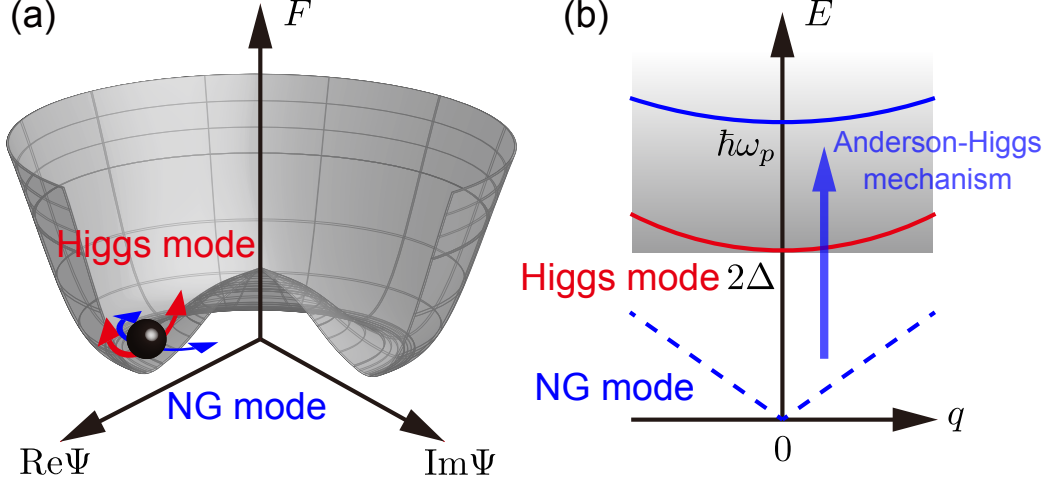 (a)
F
Higgs mode
NG mode
ReΨ
ImΨ
(b)
E
ħω_p
Anderson-Higgs
mechanism
Higgs mode 2Δ
NG mode
q
0